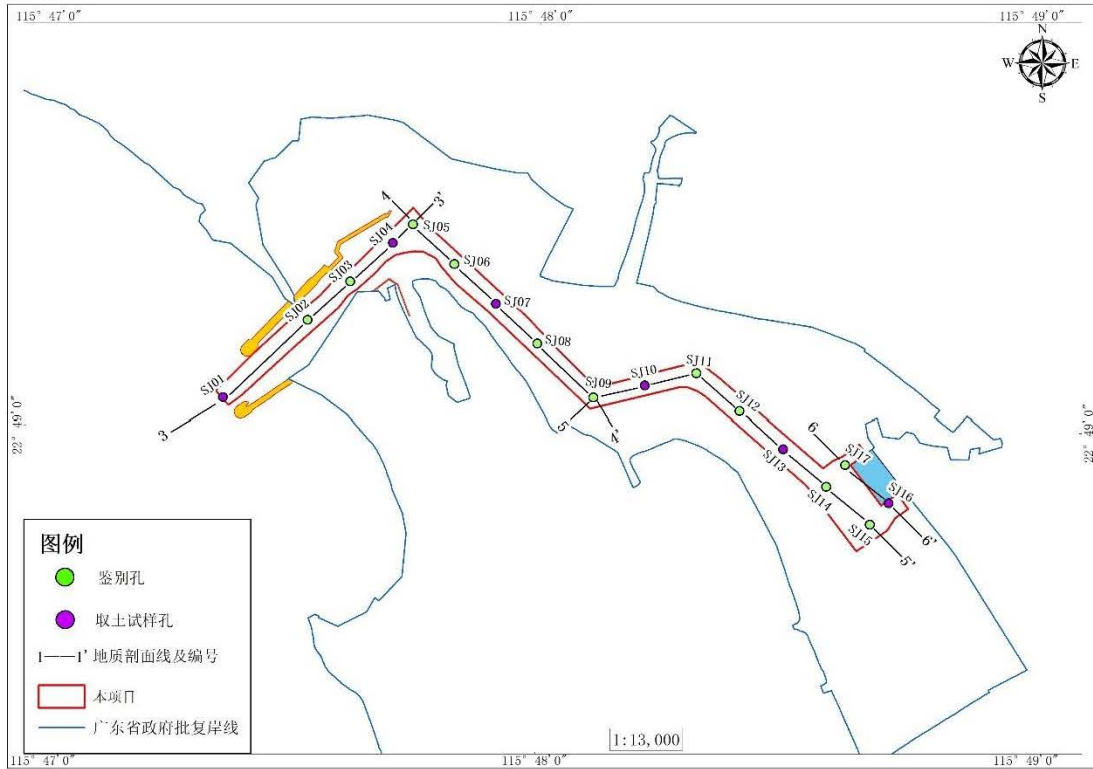 115° 47′ 0″
115° 48′ 0″
115° 49′ 0″
N
W
E
S
4
3′
SJ05
SJ04
SJ06
SJ03
SJ07
SJ02
SJ08
SJ01
SJ09
SJ10
SJ11
SJ12
3
5
4′
22° 49′ 0″
22° 49′ 0″
6
SJ17
SJ13
SJ16
SJ14
SJ15
6′
5′
图例
鉴别孔
取土试样孔
1——1′ 地质剖面线及编号
本项目
广东省政府批复岸线
1:13,000
115° 47′ 0″
115° 48′ 0″
115° 49′ 0″